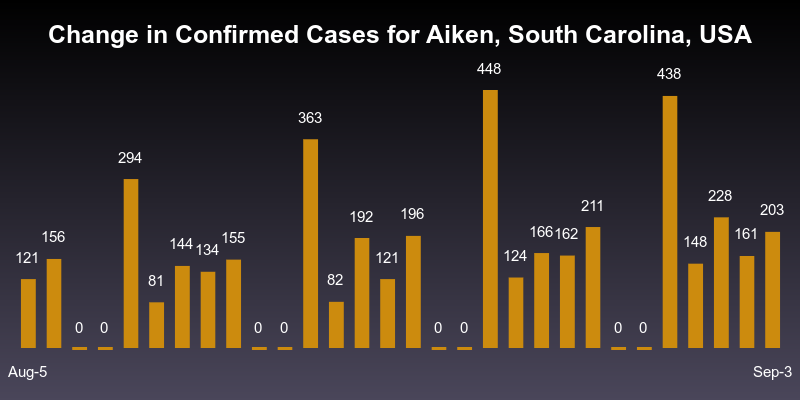 Change in Confirmed Cases for Aiken, South Carolina, USA
121 156 0 0 294 81 144 134 155 0 0 363 82 192 121 196 0 0 448 124 166 162 211 0 0 438 148 228 161 203
Aug-5 Sep-3